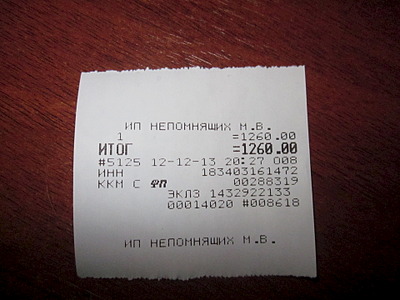 ИП НЕПОМНЯЩИХ М.В.
1 =1260.00
ИТОГ =1260.00
#5125 12-12-13 20:27 О08
ИНН 183403161472
ККМ С ФП 00288319
ЭКЛЗ 1432922133
00014020 #008618
ИП НЕПОМНЯЩИХ М.В.